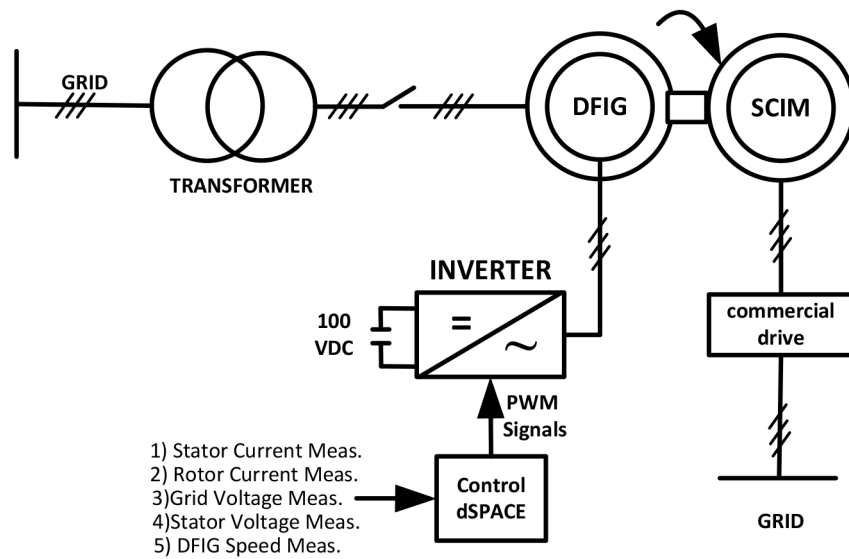 GRID
TRANSFORMER
DFIG
SCIM
INVERTER
100
VDC
=
~
commercial
drive
PWM
Signals
1) Stator Current Meas.
2) Rotor Current Meas.
3)Grid Voltage Meas.
4)Stator Voltage Meas.
5) DFIG Speed Meas.
Control
dSPACE
GRID